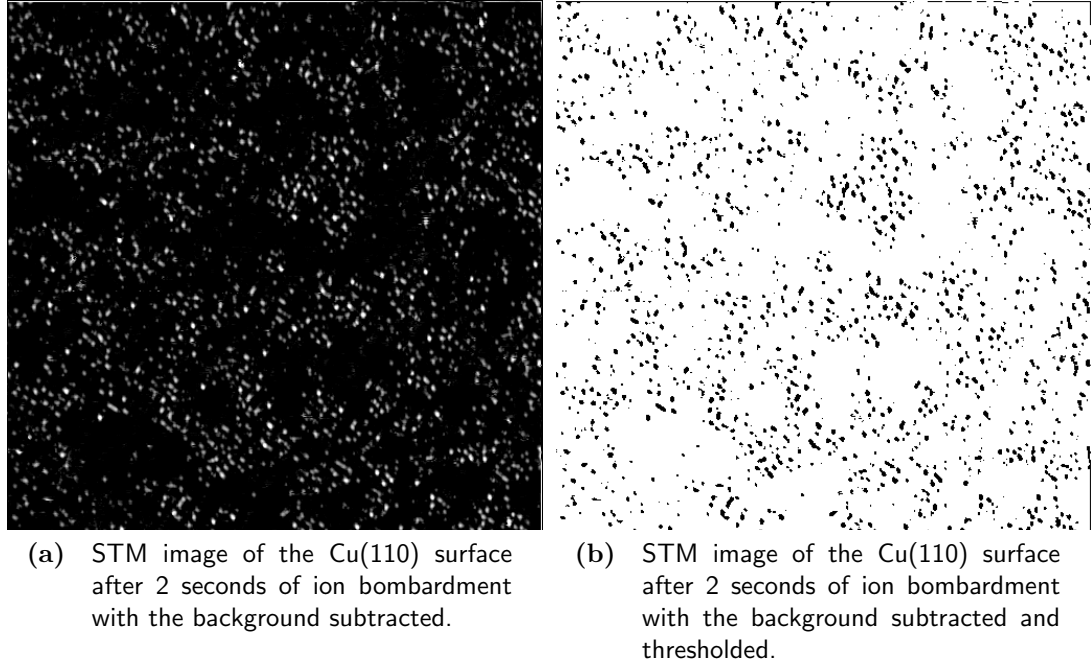 (a) STM image of the Cu(110) surface
after 2 seconds of ion bombardment
with the background subtracted.
(b) STM image of the Cu(110) surface
after 2 seconds of ion bombardment
with the background subtracted and
thresholded.